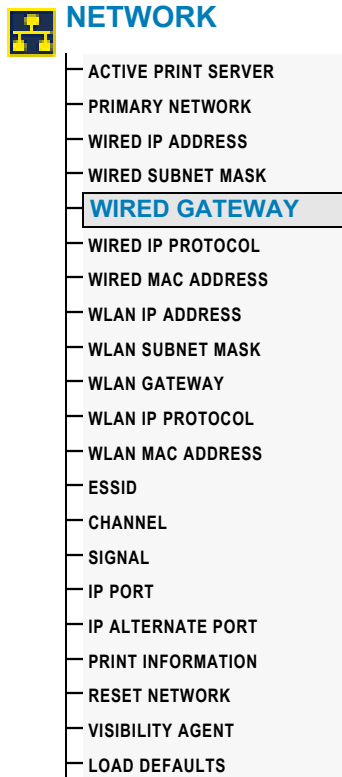 NETWORK
ACTIVE PRINT SERVER
PRIMARY NETWORK
WIRED IP ADDRESS
WIRED SUBNET MASK
WIRED GATEWAY
WIRED IP PROTOCOL
WIRED MAC ADDRESS
WLAN IP ADDRESS
WLAN SUBNET MASK
WLAN GATEWAY
WLAN IP PROTOCOL
WLAN MAC ADDRESS
ESSID
CHANNEL
SIGNAL
IP PORT
IP ALTERNATE PORT
PRINT INFORMATION
RESET NETWORK
VISIBILITY AGENT
LOAD DEFAULTS